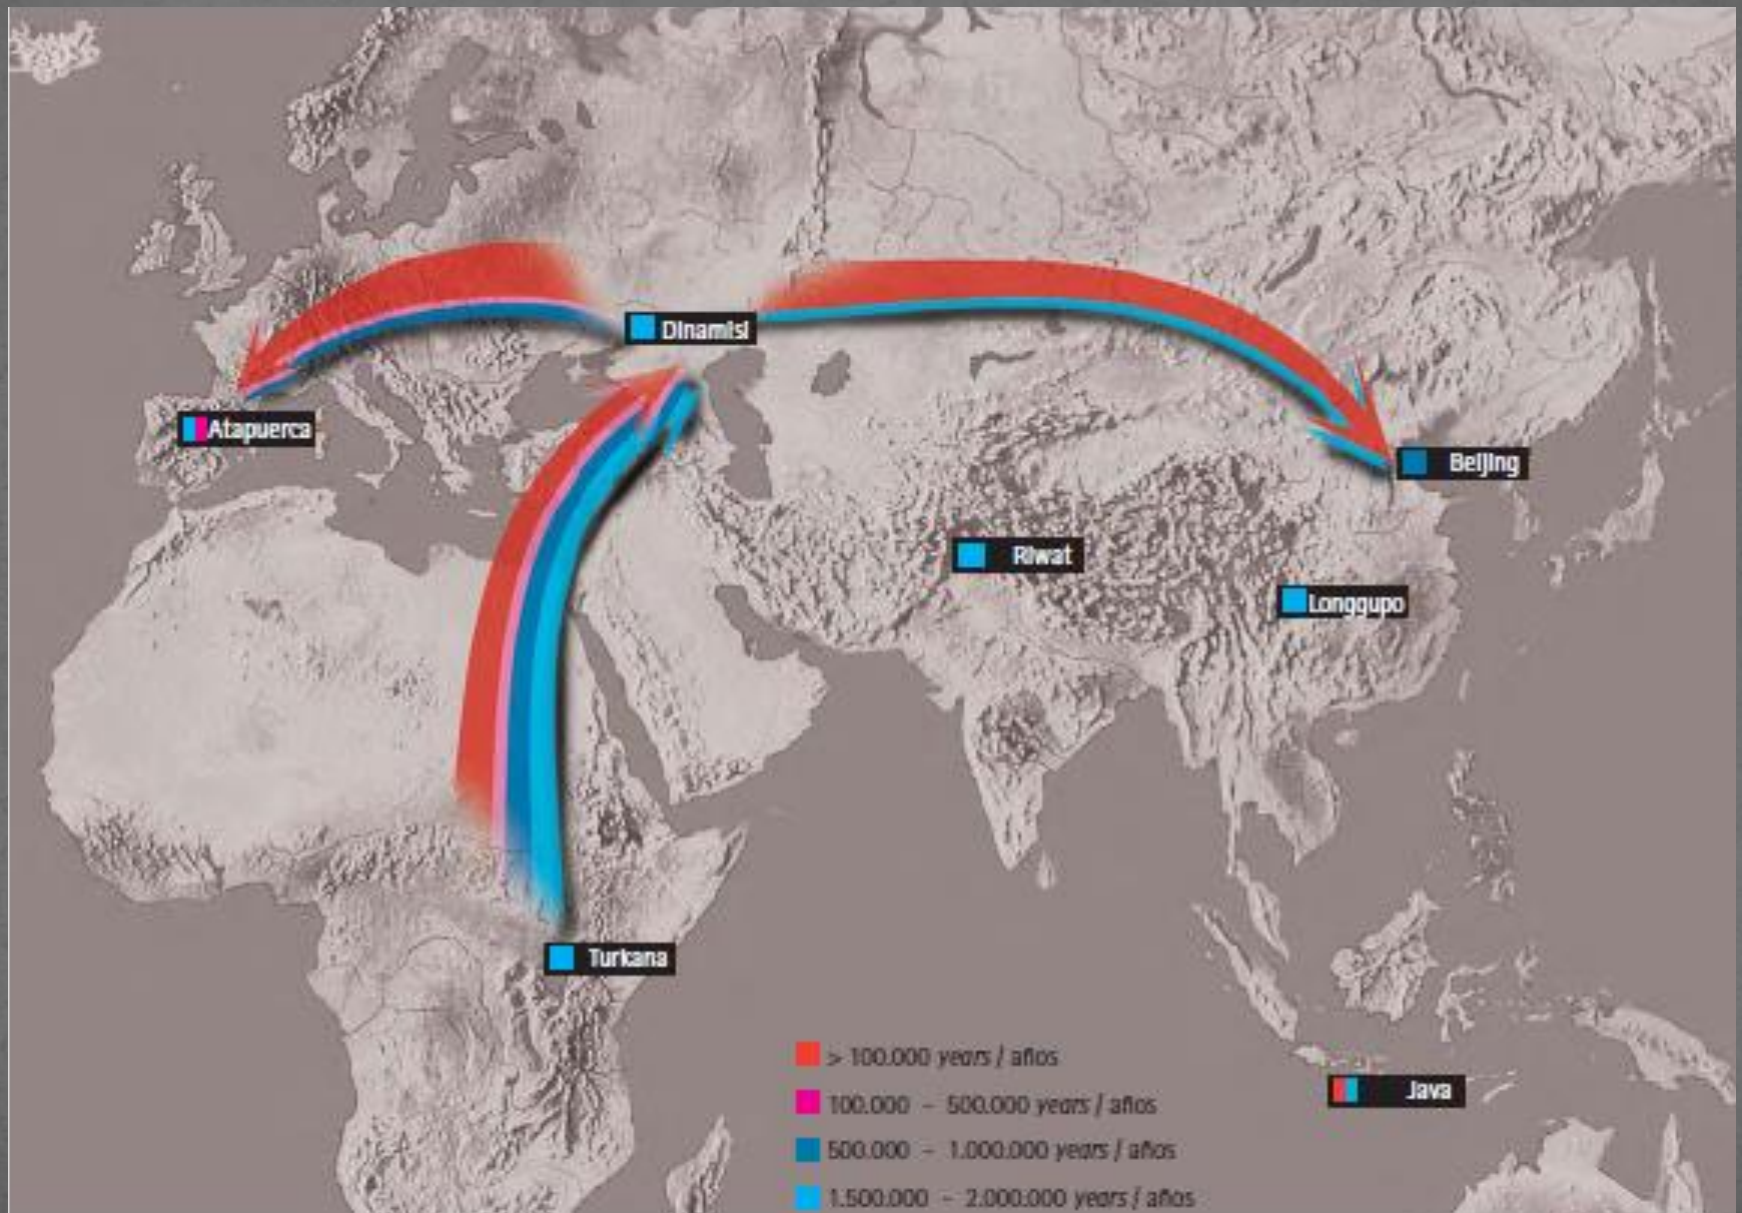 Dinamisi
Atapuerca
Beijing
Riwat
Longgupo
Turkana
> 100.000 years / años
100.000 - 500.000 years / años
500.000 - 1.000.000 years / años
1.500.000 - 2.000.000 years / años
Java